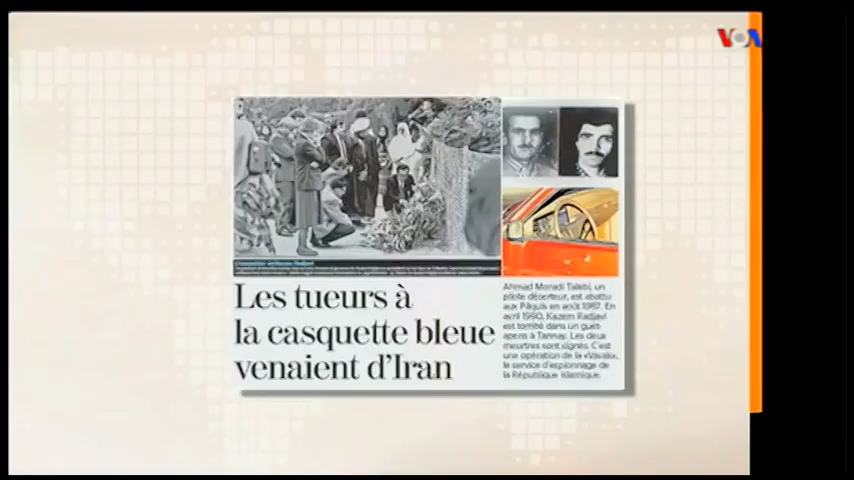 VOA
Les tueurs à
la casquette bleue
venaient d'Iran
Ahmad Moradi Talebi, un
pilote déserteur, est abattu
aux Pâquis en août 1987. En
avril 1990, Kazem Radjavi
est tombé dans un guet-
apens à Tannay. Les deux
meurtres sont signés. C'est
une opération de la «Vavak»,
le service d'espionnage de
la République islamique.